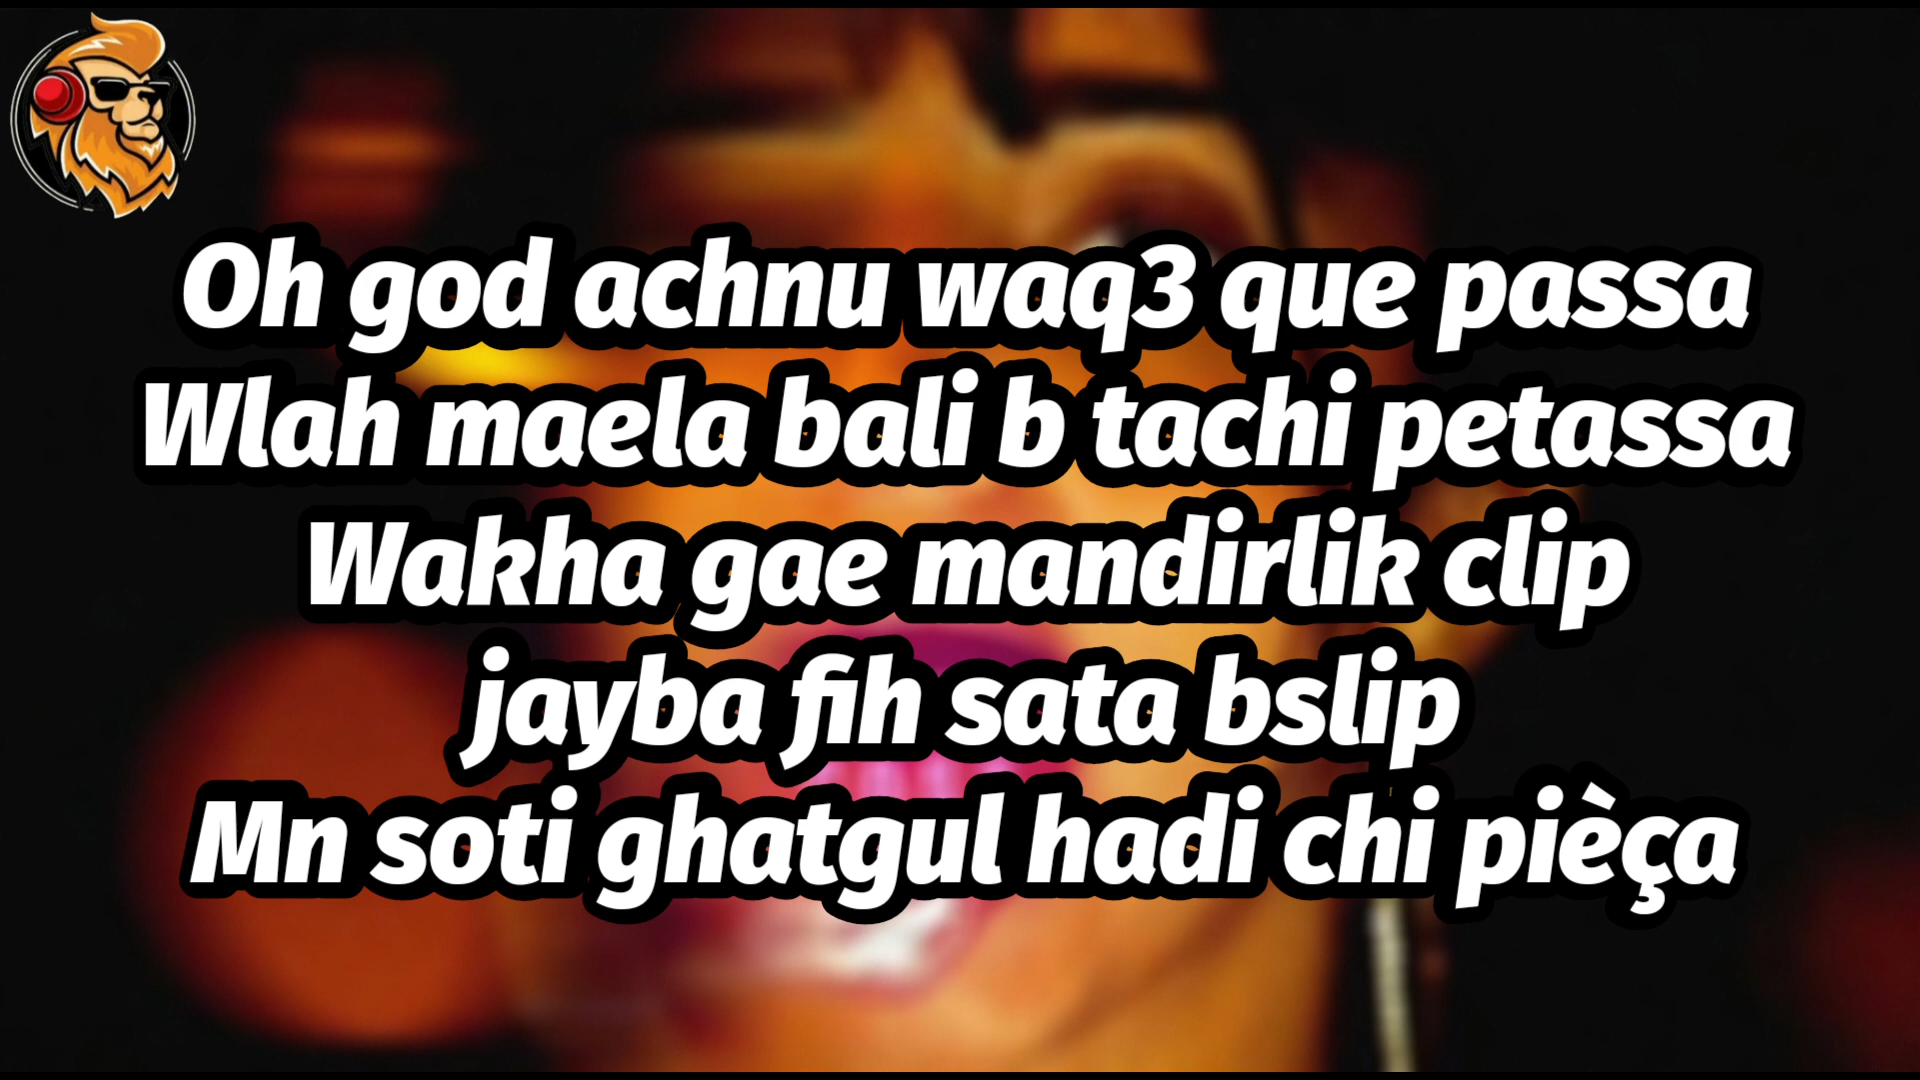 Oh god achnu waq3 que passa
Wlah maela bali b tachi petassa
Wakha gae mandirlik clip
jayba fih sata bslip
Mn soti ghatgul hadi chi pièça